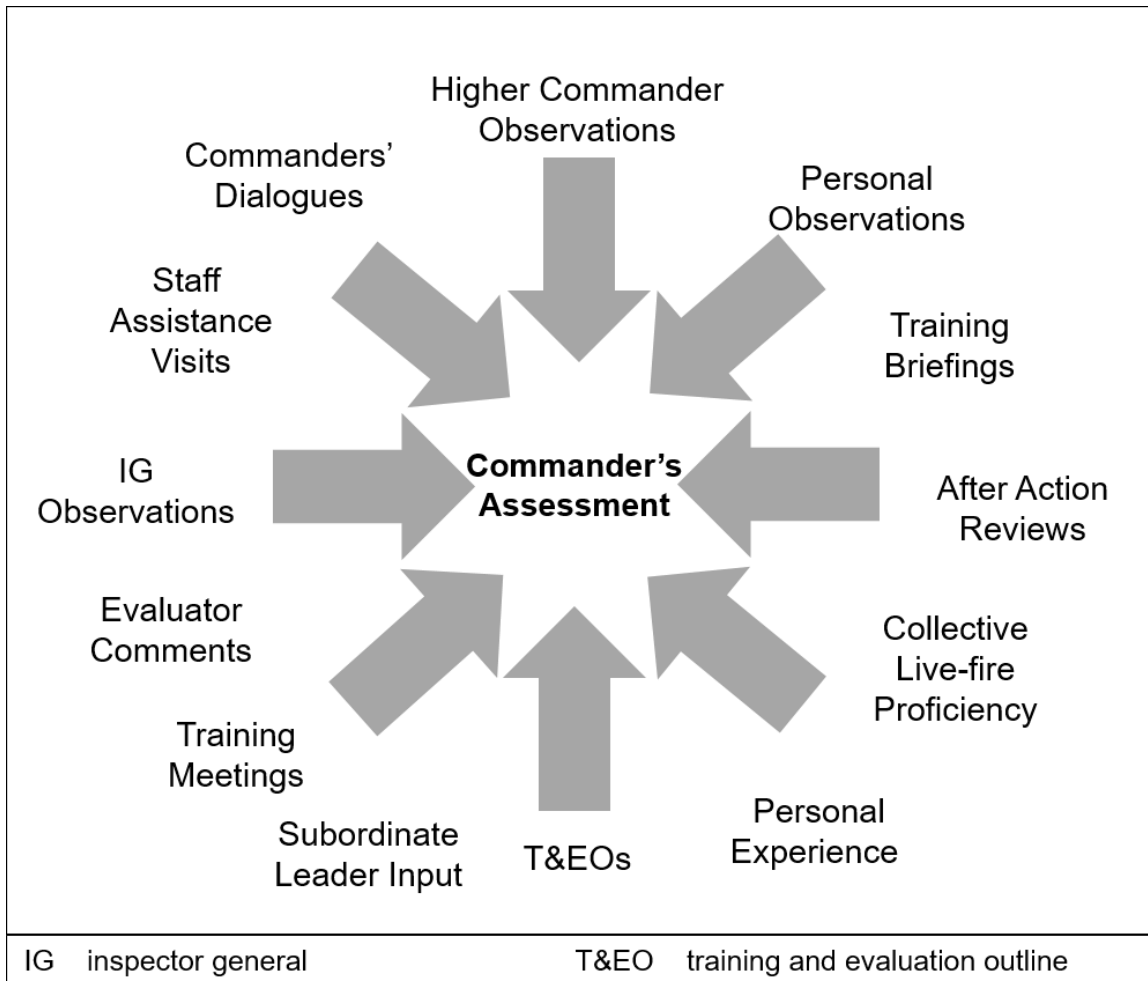 Higher Commander
Observations
Commanders’
Dialogues
Personal
Observations
Staff
Assistance
Visits
Training
Briefings
Commander’s
Assessment
IG
Observations
After Action
Reviews
Evaluator
Comments
Collective
Live-fire
Proficiency
Training
Meetings
Personal
Experience
Subordinate
Leader Input
T&EOs
IG inspector general
T&EO training and evaluation outline